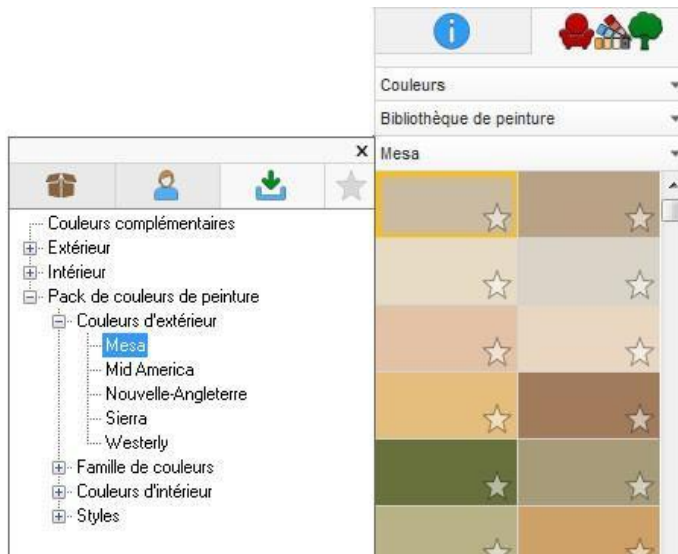 Couleurs
Bibliothèque de peinture
Mesa
X
Couleurs complémentaires
Extérieur
Intérieur
Pack de couleurs de peinture
Couleurs d'extérieur
Mesa
Mid America
Nouvelle-Angleterre
Sierra
Westerly
Famille de couleurs
Couleurs d'intérieur
Styles